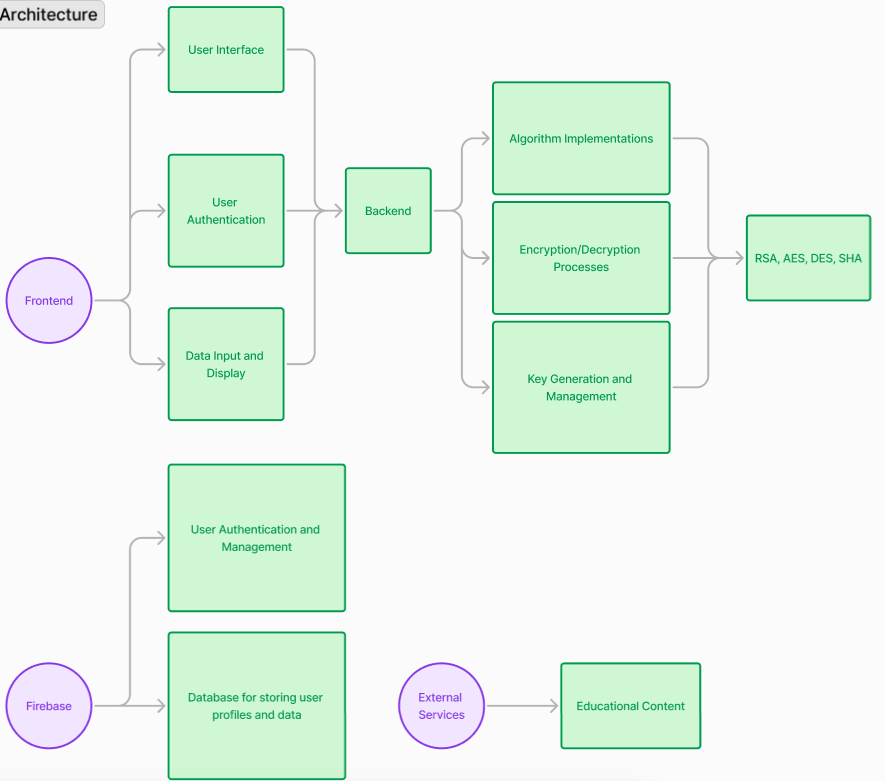 Architecture
User Interface
User
Authentication
Data Input and
Display
Frontend
Backend
Algorithm Implementations
Encryption/Decryption
Processes
Key Generation and
Management
RSA, AES, DES, SHA
User Authentication and
Management
Firebase
Database for storing user
profiles and data
External
Services
Educational Content